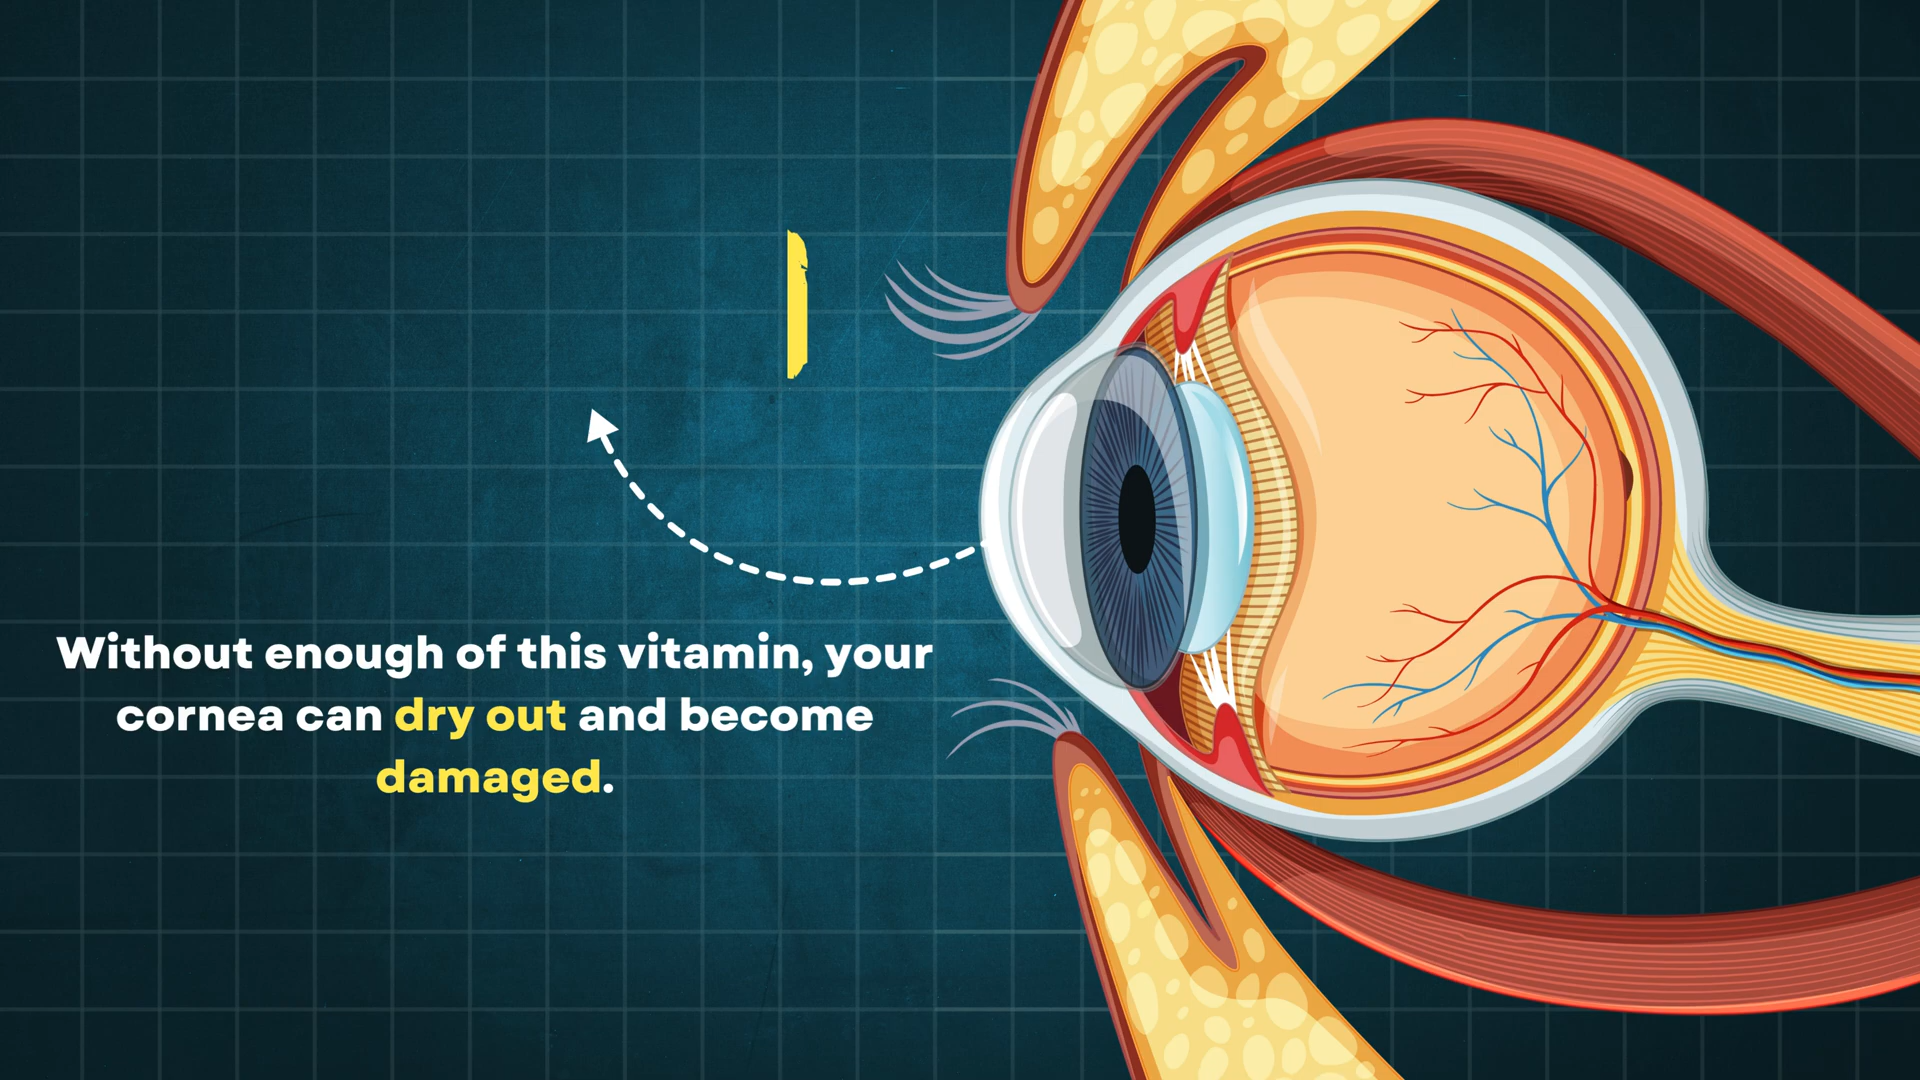 Without enough of this vitamin, your
cornea can dry out and become
damaged.